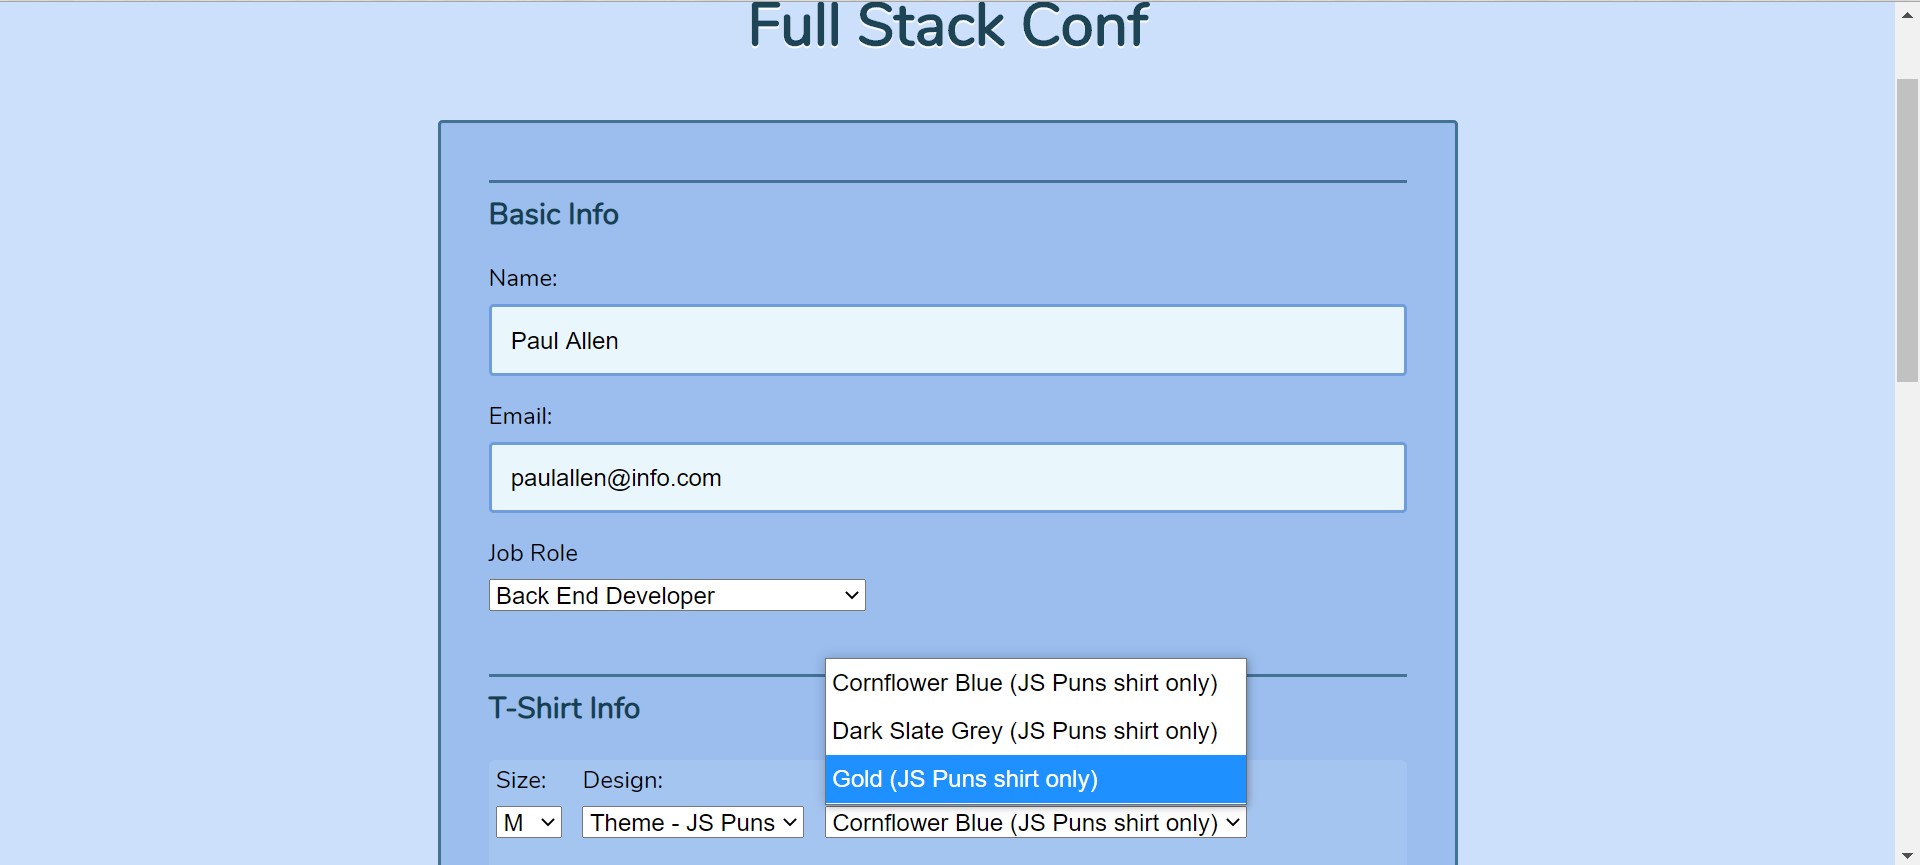 Full Stack Conf
Basic Info
Name:
Paul Allen
Email:
paulallen@info.com
Job Role
Back End Developer
T-Shirt Info
Cornflower Blue (JS Puns shirt only)
Dark Slate Grey (JS Puns shirt only)
Gold (JS Puns shirt only)
Size: Design:
M Theme - JS Puns Cornflower Blue (JS Puns shirt only)